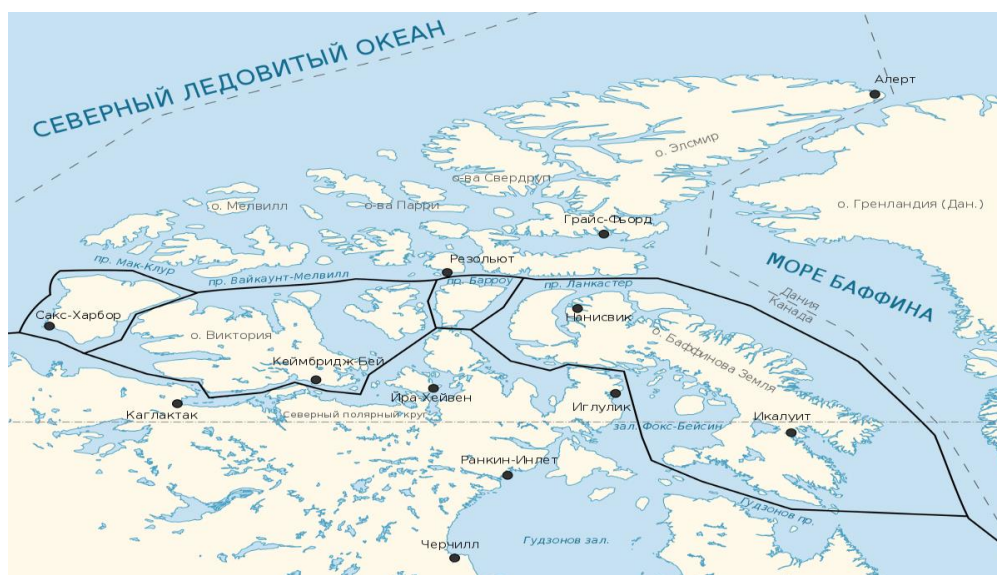 СЕВЕРНЫЙ ЛЕДОВИТЫЙ ОКЕАН
Алерт
о. Элсмир
о-ва Свердруп
о. Мелвилл
о-ва Парри
о. Гренландия (Дан.)
Грайс-Фьорд
Резольют
пр. Мак-Клур
пр. Вайкаунт-Мелвилл
пр. Барроу
пр. Ланкастер
МОРЕ БАФФИНА
Дания
Канада
Сакс-Харбор
о. Виктория
Нанисвик
о. Баффинова Земля
Кеймбридж-Бей
Йра Хейвен
Иглулик
Каглактак
Северный полярный круг
зал. Фокс-Бейсин
Икалуит
Ранкин-Инлет
Гудзонов пр.
Черчилл
Гудзонов зал.